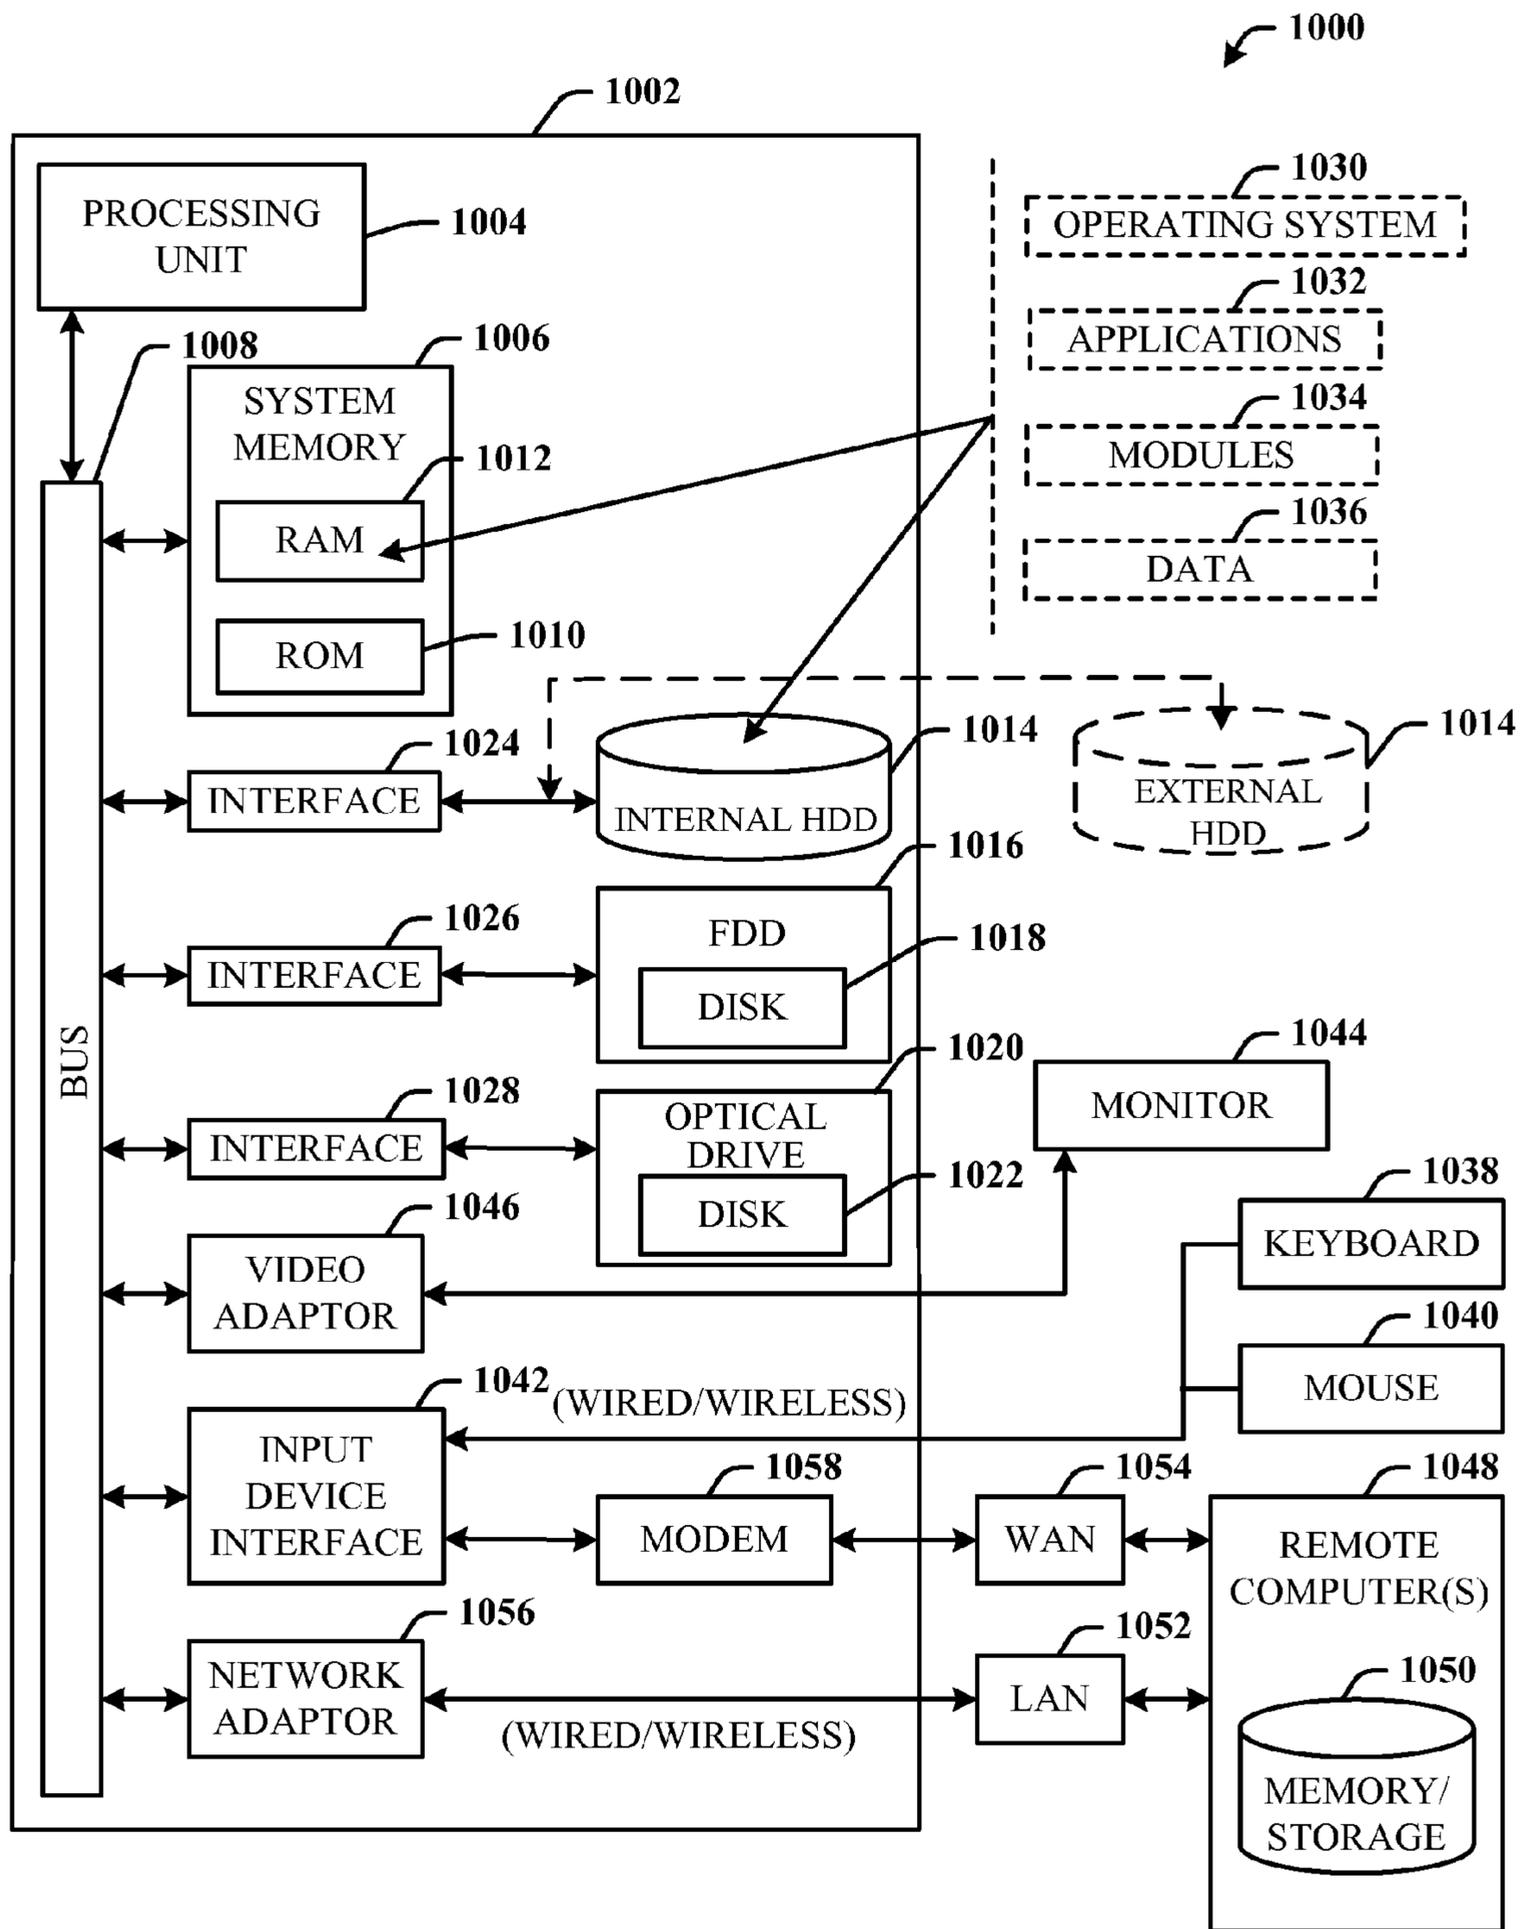 1000
1002
PROCESSING
UNIT
1004
1030
OPERATING SYSTEM
1032
APPLICATIONS
1034
MODULES
1036
DATA
1008
1006
SYSTEM
MEMORY
1012
RAM
1010
ROM
1024
INTERFACE
1014
INTERNAL HDD
1014
EXTERNAL
HDD
1016
FDD
1026
INTERFACE
1018
DISK
BUS
1020
OPTICAL
DRIVE
1028
INTERFACE
1022
DISK
1044
MONITOR
1046
VIDEO
ADAPTOR
1038
KEYBOARD
1040
MOUSE
1042
(WIRED/WIRELESS)
INPUT
DEVICE
INTERFACE
1058
MODEM
1054
WAN
1048
REMOTE
COMPUTER(S)
1056
NETWORK
ADAPTOR
(WIRED/WIRELESS)
1052
LAN
1050
MEMORY/
STORAGE